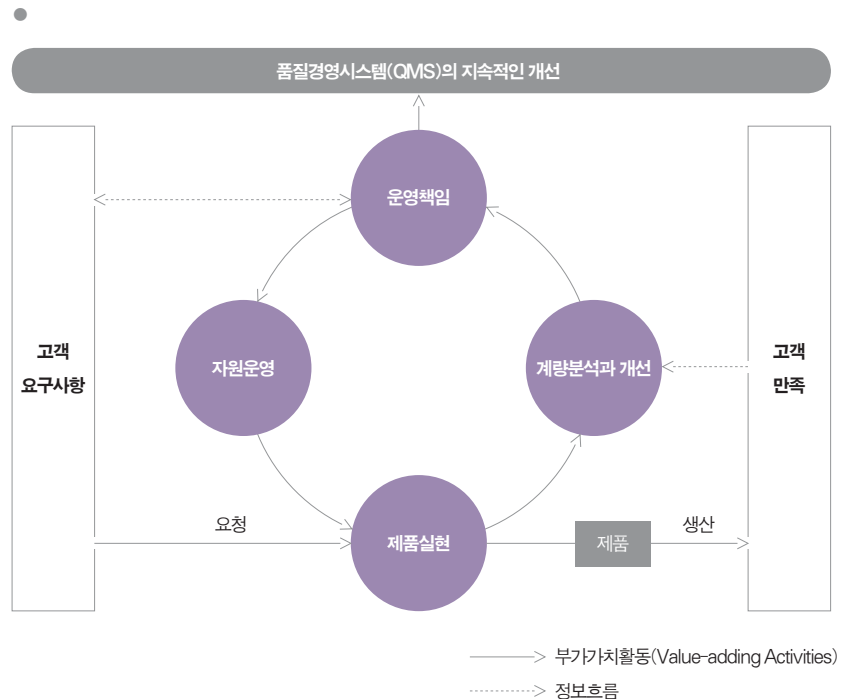 품질경영시스템(QMS)의 지속적인 개선
운영책임
고객
요구사항
자원운영
계량분석과 개선
고객
만족
요청
제품실현
제품
생산
부가가치활동(Value-adding Activities)
정보흐름